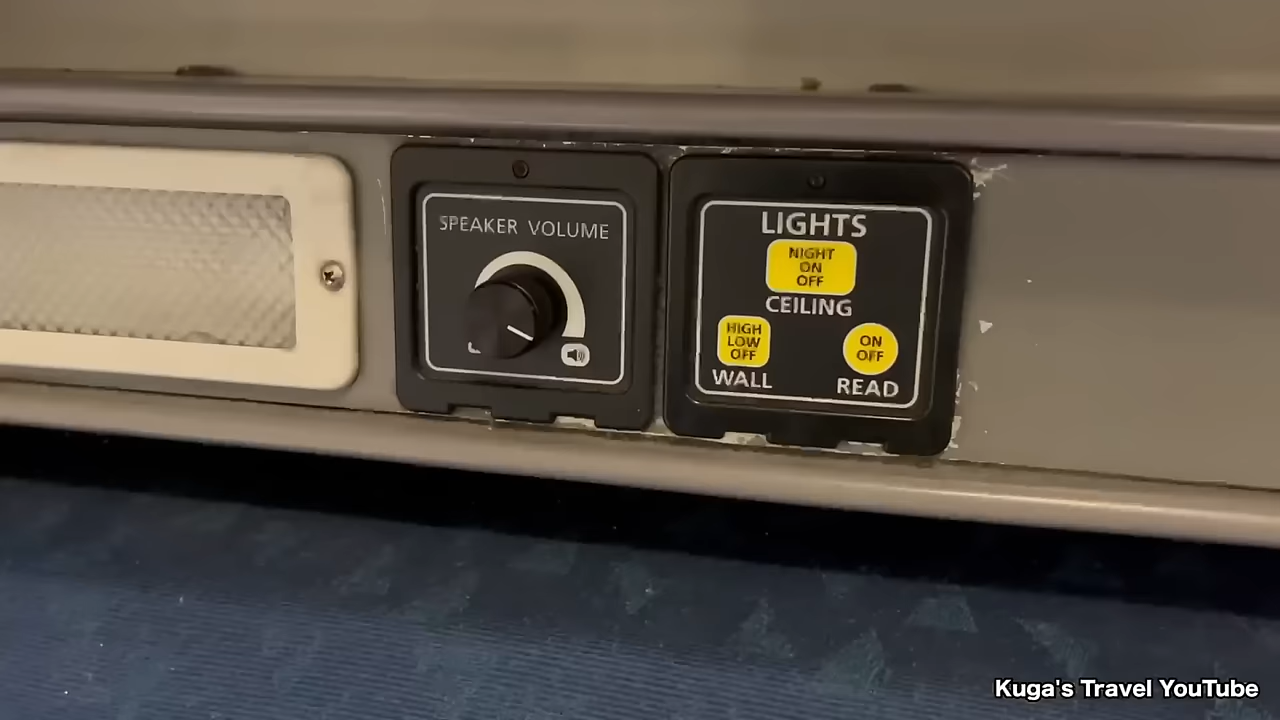 SPEAKER VOLUME
LIGHTS
NIGHT
ON
OFF
CEILING
HIGH
LOW
OFF
WALL
ON
OFF
READ
Kuga's Travel YouTube